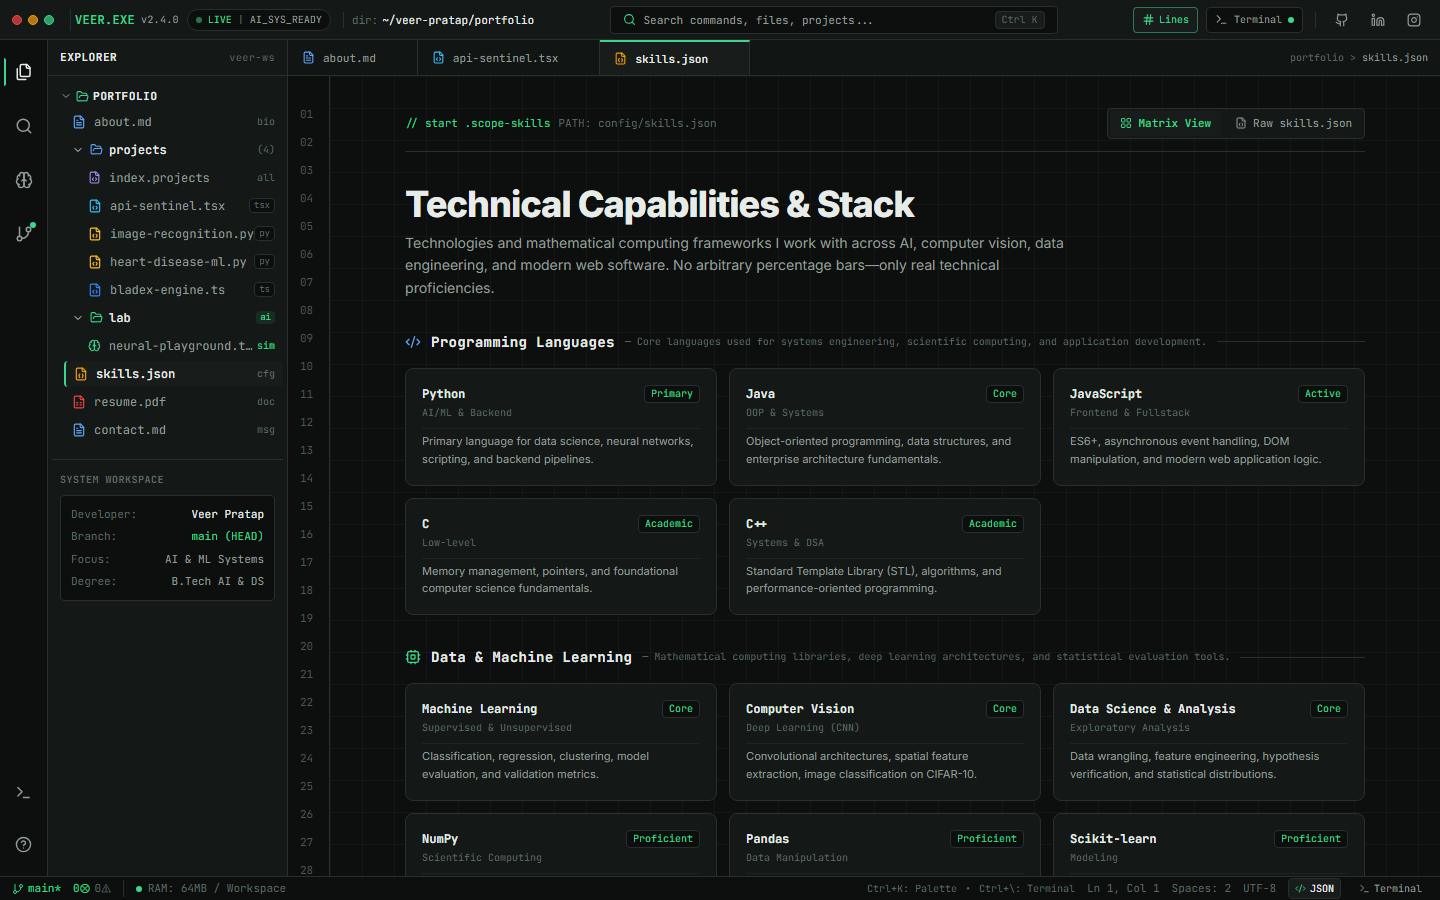 VEER.EXE v2.4.0 LIVE | AI_SYS_READY dir: ~/veer-pratap/portfolio Search commands, files, projects... Ctrl K # Lines >_ Terminal
EXPLORER veer-ws
about.md api-sentinel.tsx skills.json portfolio > skills.json
PORTFOLIO
about.md bio
projects (4)
index.projects all
api-sentinel.tsx tsx
image-recognition.py py
heart-disease-ml.py py
bladex-engine.ts ts
lab ai
neural-playground.t… sim
skills.json cfg
resume.pdf doc
contact.md msg
SYSTEM WORKSPACE
Developer: Veer Pratap
Branch: main (HEAD)
Focus: AI & ML Systems
Degree: B.Tech AI & DS
01
02
03
04
05
06
07
08
09
10
11
12
13
14
15
16
17
18
19
20
21
22
23
24
25
26
27
28
// start .scope-skills PATH: config/skills.json Matrix View Raw skills.json
Technical Capabilities & Stack
Technologies and mathematical computing frameworks I work with across AI, computer vision, data
engineering, and modern web software. No arbitrary percentage bars—only real technical
proficiencies.
Programming Languages — Core languages used for systems engineering, scientific computing, and application development.
Python Primary
AI/ML & Backend
Primary language for data science, neural networks,
scripting, and backend pipelines.
Java Core
OOP & Systems
Object-oriented programming, data structures, and
enterprise architecture fundamentals.
JavaScript Active
Frontend & Fullstack
ES6+, asynchronous event handling, DOM
manipulation, and modern web application logic.
C Academic
Low-level
Memory management, pointers, and foundational
computer science fundamentals.
C++ Academic
Systems & DSA
Standard Template Library (STL), algorithms, and
performance-oriented programming.
Data & Machine Learning — Mathematical computing libraries, deep learning architectures, and statistical evaluation tools.
Machine Learning Core
Supervised & Unsupervised
Classification, regression, clustering, model
evaluation, and validation metrics.
Computer Vision Core
Deep Learning (CNN)
Convolutional architectures, spatial feature
extraction, image classification on CIFAR-10.
Data Science & Analysis Core
Exploratory Analysis
Data wrangling, feature engineering, hypothesis
verification, and statistical distributions.
NumPy Proficient
Scientific Computing
Pandas Proficient
Data Manipulation
Scikit-learn Proficient
Modeling
main* 0 0 RAM: 64MB / Workspace Ctrl+K: Palette • Ctrl+\: Terminal Ln 1, Col 1 Spaces: 2 UTF-8 </> JSON >_ Terminal